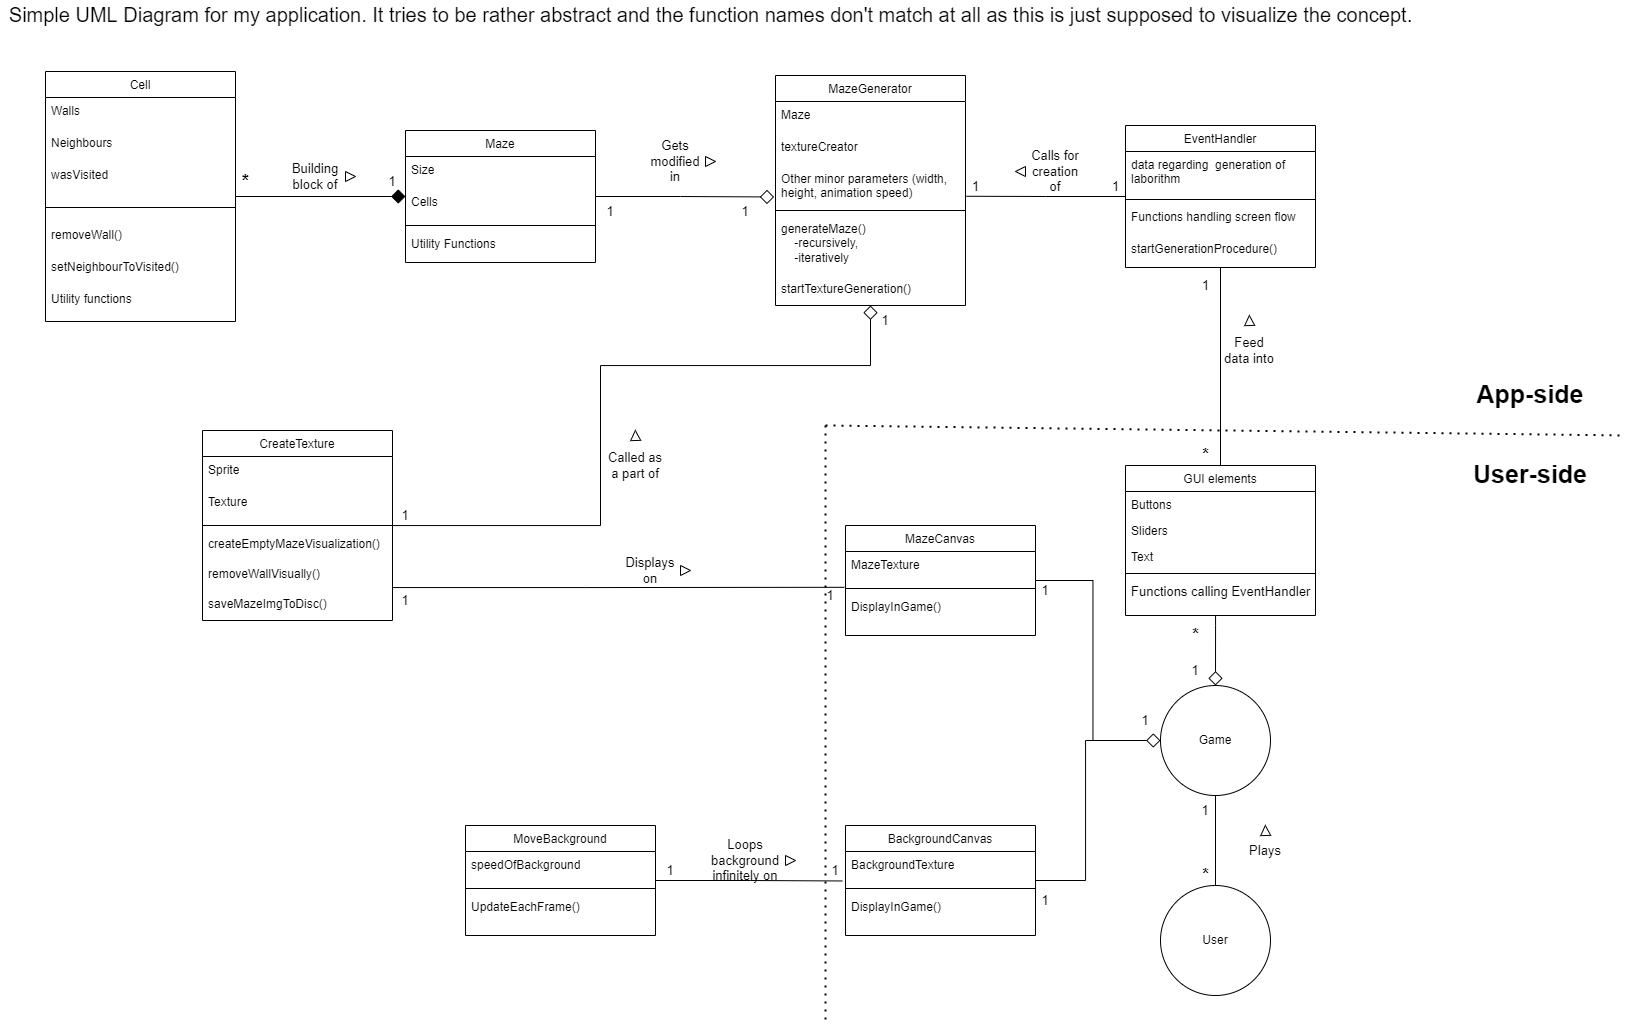 Simple UML Diagram for my application. It tries to be rather abstract and the function names don't match at all as this is just supposed to visualize the concept.
Cell
Walls
Neighbours
wasVisited
removeWall()
setNeighbourToVisited()
Utility functions
*
Building
block of
1
Maze
Size
Cells
Utility Functions
1
Gets
modified
in
1
MazeGenerator
Maze
textureCreator
Other minor parameters (width,
height, animation speed)
generateMaze()
-recursively,
-iteratively
startTextureGeneration()
1
1
Calls for
creation
of
1
EventHandler
data regarding generation of
laborithm
Functions handling screen flow
startGenerationProcedure()
1
Feed
data into
*
App-side
User-side
CreateTexture
Sprite
Texture
createEmptyMazeVisualization()
removeWallVisually()
saveMazeImgToDisc()
1
Called as
a part of
1
Displays
on
1
MazeCanvas
MazeTexture
DisplayInGame()
1
GUI elements
Buttons
Sliders
Text
Functions calling EventHandler
*
1
1
Game
1
Plays
*
User
MoveBackground
speedOfBackground
UpdateEachFrame()
1
Loops
background
infinitely on
1
BackgroundCanvas
BackgroundTexture
DisplayInGame()
1